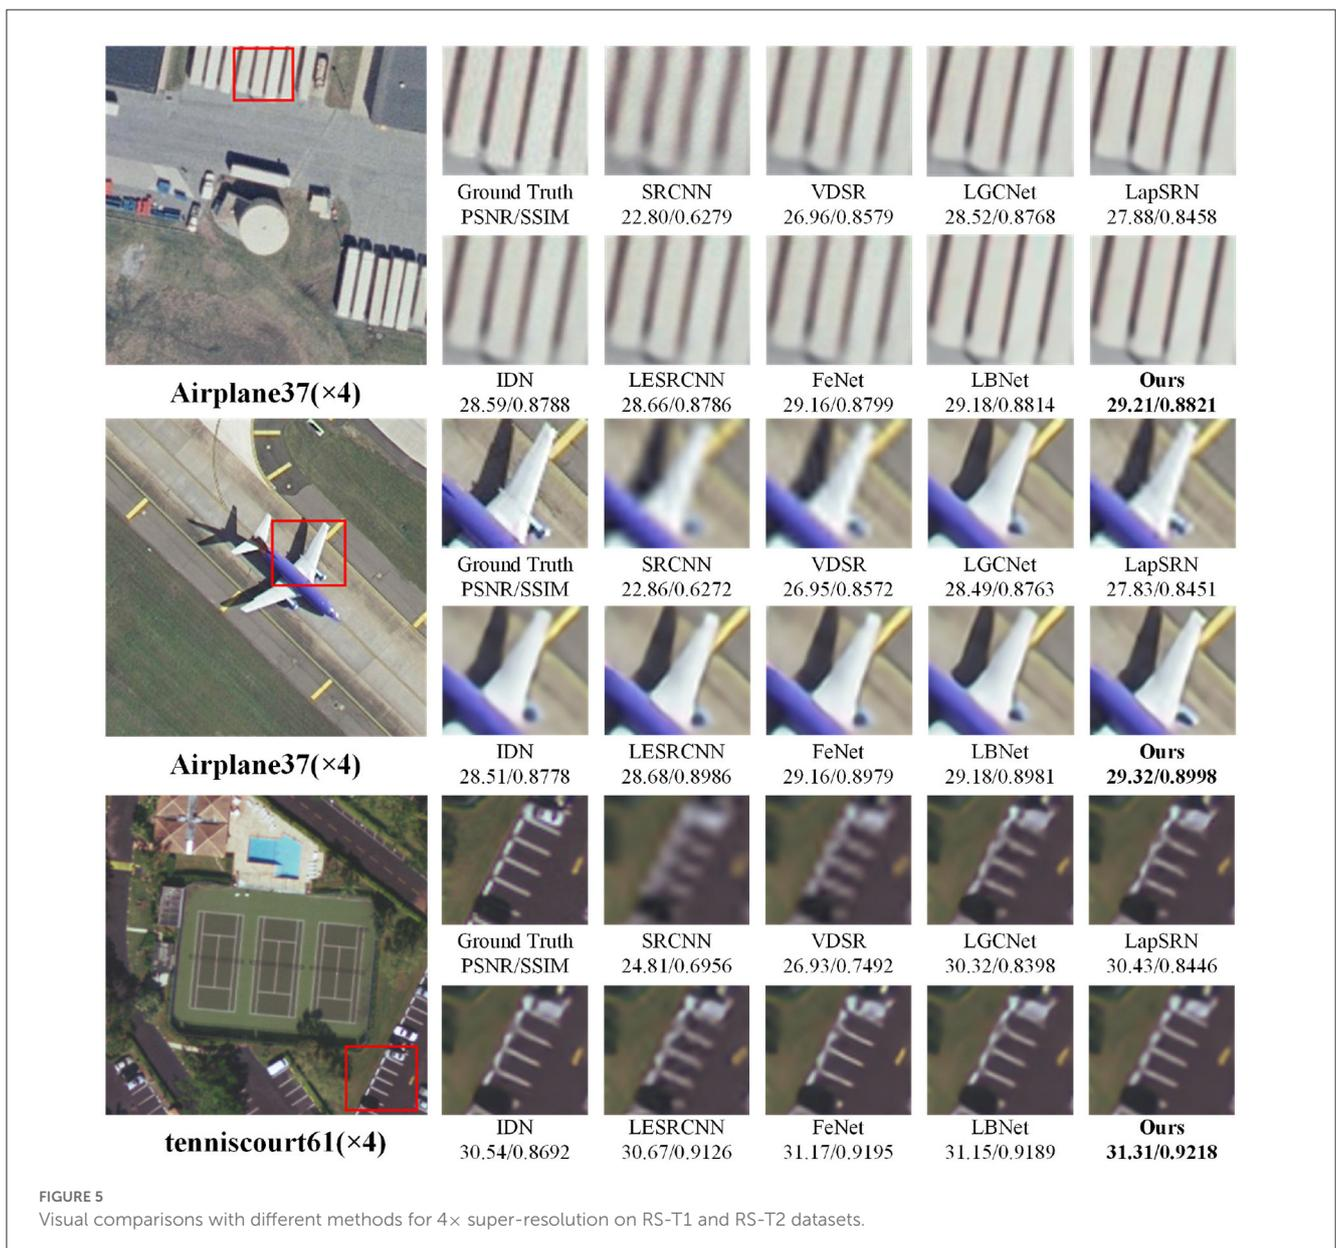 Ground Truth SRCNN VDSR LGCNet LapSRN
PSNR/SSIM 22.80/0.6279 26.96/0.8579 28.52/0.8768 27.88/0.8458
IDN LESRCNN FeNet LBNet Ours
28.59/0.8788 28.66/0.8786 29.16/0.8799 29.18/0.8814 29.21/0.8821
Airplane37(×4)
Ground Truth SRCNN VDSR LGCNet LapSRN
PSNR/SSIM 22.86/0.6272 26.95/0.8572 28.49/0.8763 27.83/0.8451
IDN LESRCNN FeNet LBNet Ours
28.51/0.8778 28.68/0.8986 29.16/0.8979 29.18/0.8981 29.32/0.8998
Airplane37(×4)
Ground Truth SRCNN VDSR LGCNet LapSRN
PSNR/SSIM 24.81/0.6956 26.93/0.7492 30.32/0.8398 30.43/0.8446
IDN LESRCNN FeNet LBNet Ours
30.54/0.8692 30.67/0.9126 31.17/0.9195 31.15/0.9189 31.31/0.9218
tenniscourt61(×4)
FIGURE 5
Visual comparisons with different methods for 4× super-resolution on RS-T1 and RS-T2 datasets.